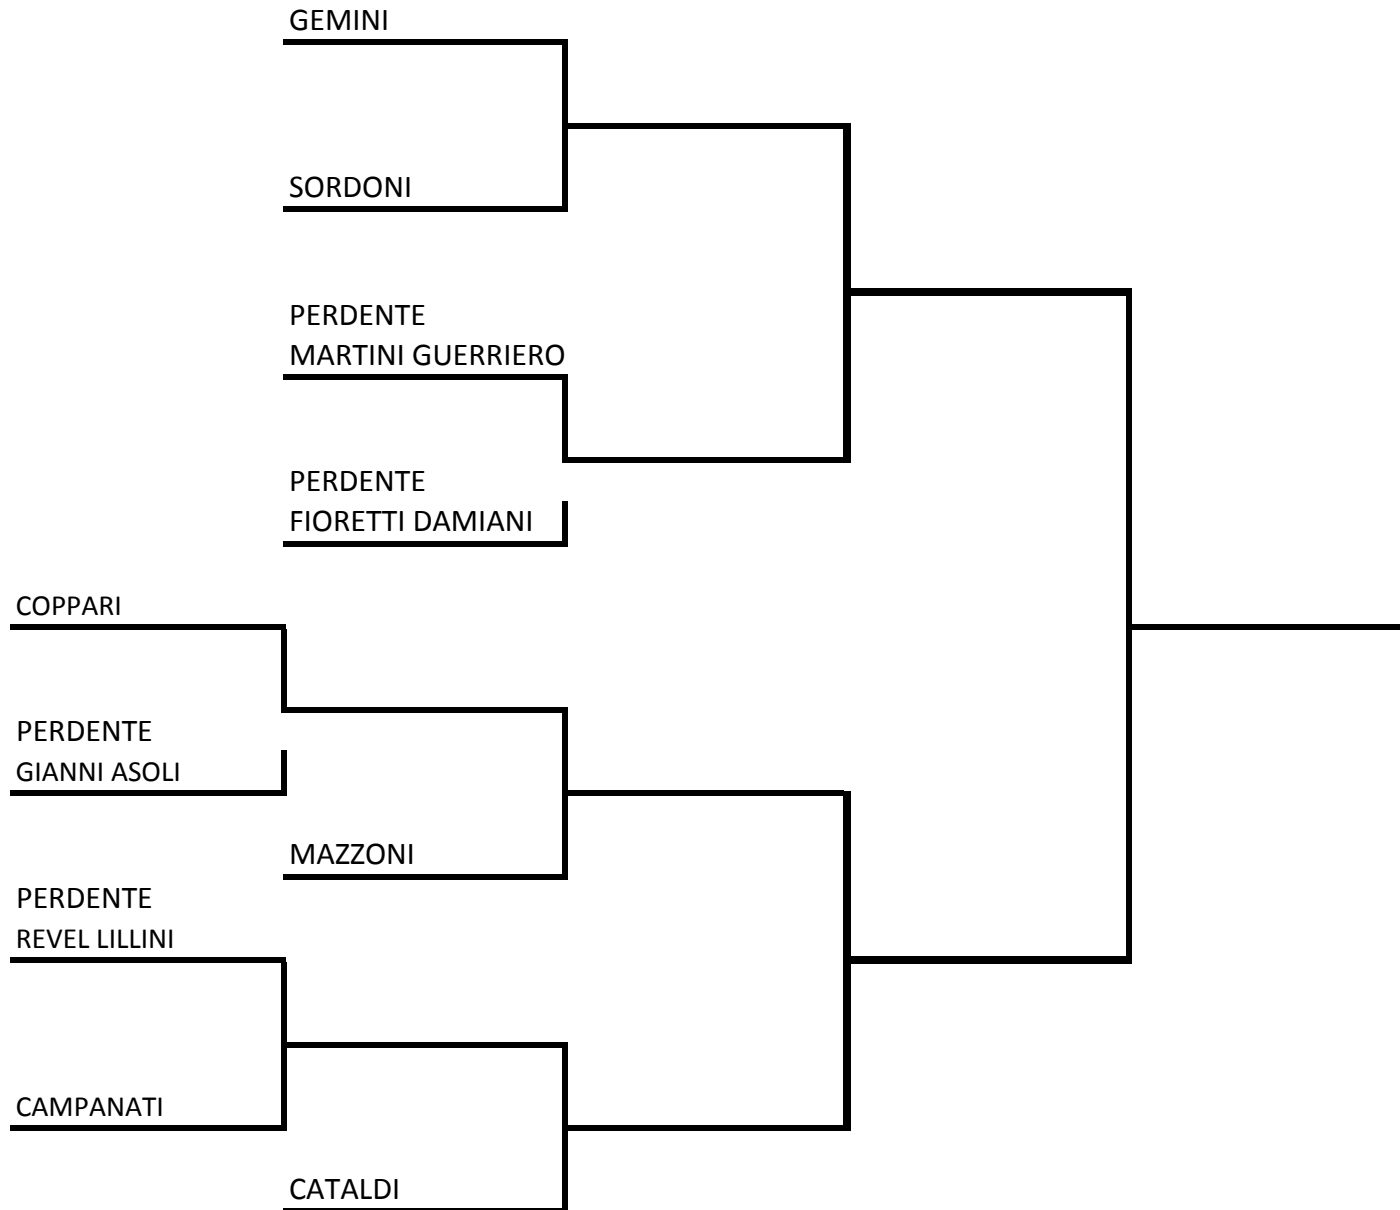 GEMINI
SORDONI
PERDENTE
MARTINI GUERRIERO
PERDENTE
FIORETTI DAMIANI
COPPARI
PERDENTE
GIANNI ASOLI
MAZZONI
PERDENTE
REVEL LILLINI
CAMPANATI
CATALDI